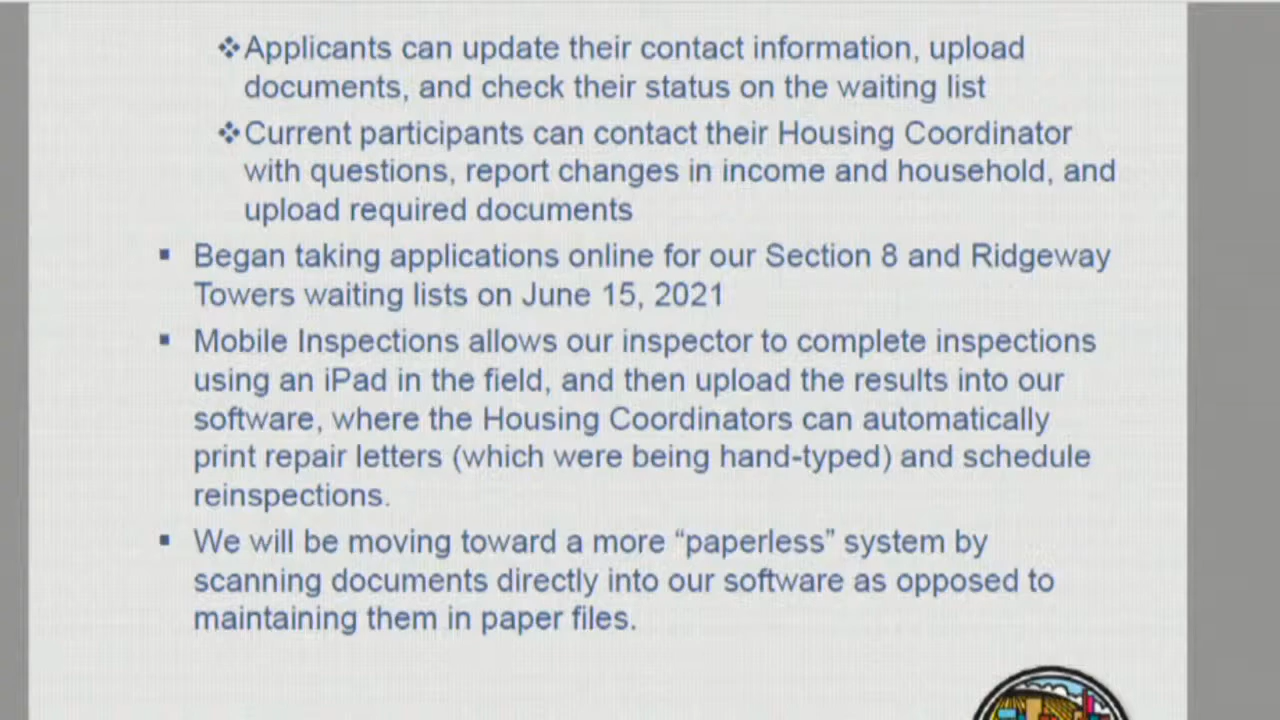 ❖Applicants can update their contact information, upload
documents, and check their status on the waiting list
❖Current participants can contact their Housing Coordinator
with questions, report changes in income and household, and
upload required documents
▪ Began taking applications online for our Section 8 and Ridgeway
Towers waiting lists on June 15, 2021
▪ Mobile Inspections allows our inspector to complete inspections
using an iPad in the field, and then upload the results into our
software, where the Housing Coordinators can automatically
print repair letters (which were being hand-typed) and schedule
reinspections.
▪ We will be moving toward a more “paperless” system by
scanning documents directly into our software as opposed to
maintaining them in paper files.